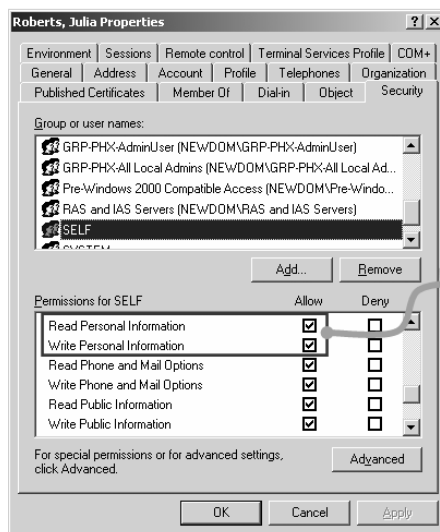 Roberts, Julia Properties
Environment Sessions Remote control Terminal Services Profile COM+
General Address Account Profile Telephones Organization
Published Certificates Member Of Dial-in Object Security
Group or user names:
GRP-PHX-AdminUser (NEWDOM\GRP-PHX-AdminUser)
GRP-PHX-All Local Admins (NEWDOM\GRP-PHX-All Local Ad...
Pre-Windows 2000 Compatible Access (NEWDOM\Pre-Windo...
RAS and IAS Servers (NEWDOM\RAS and IAS Servers)
SELF
SYSTEM
Add... Remove
Permissions for SELF Allow Deny
Read Personal Information
Write Personal Information
Read Phone and Mail Options
Write Phone and Mail Options
Read Public Information
Write Public Information
For special permissions or for advanced settings,
click Advanced.
Advanced
OK Cancel Apply